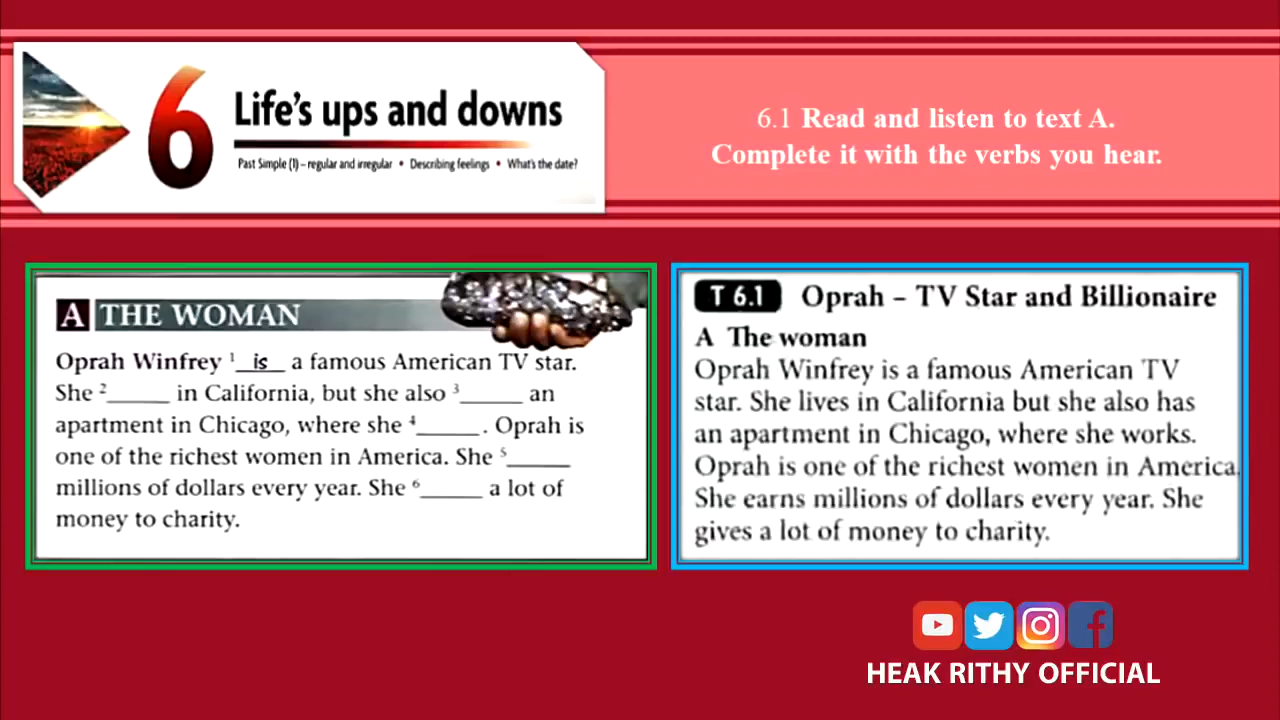 6
Life's ups and downs
Past Simple (1) – regular and irregular • Describing feelings • What's the date?
6.1 Read and listen to text A.
Complete it with the verbs you hear.
A THE WOMAN
Oprah Winfrey ¹ is a famous American TV star.
She ²______ in California, but she also ³______ an
apartment in Chicago, where she ⁴______. Oprah is
one of the richest women in America. She ⁵______
millions of dollars every year. She ⁶______ a lot of
money to charity.
T 6.1 Oprah – TV Star and Billionaire
A The woman
Oprah Winfrey is a famous American TV
star. She lives in California but she also has
an apartment in Chicago, where she works.
Oprah is one of the richest women in America.
She earns millions of dollars every year. She
gives a lot of money to charity.
HEAK RITHY OFFICIAL